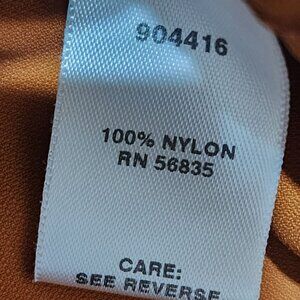 904416
100% NYLON
RN 56835
CARE:
SEE REVERSE